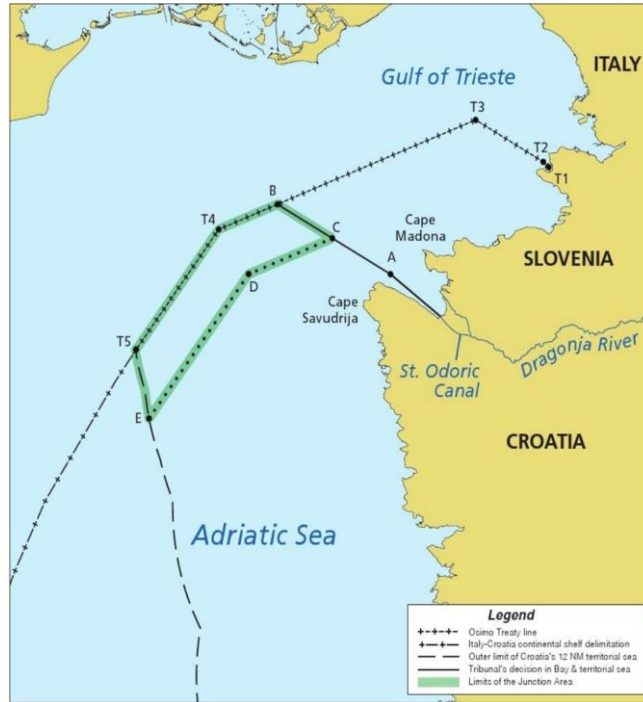 ITALY
Gulf of Trieste
T3
T2
T1
B
T4
C
Cape
Madona
A
SLOVENIA
D
Cape
Savudrija
T5
St. Odoric
Canal
Dragonja River
E
CROATIA
Adriatic Sea
Legend
Osimo Treaty line
Italy-Croatia continental shelf delimitation
Outer limit of Croatia's 12 NM territorial sea
Tribunal's decision in Bay & territorial sea
Limits of the Junction Area